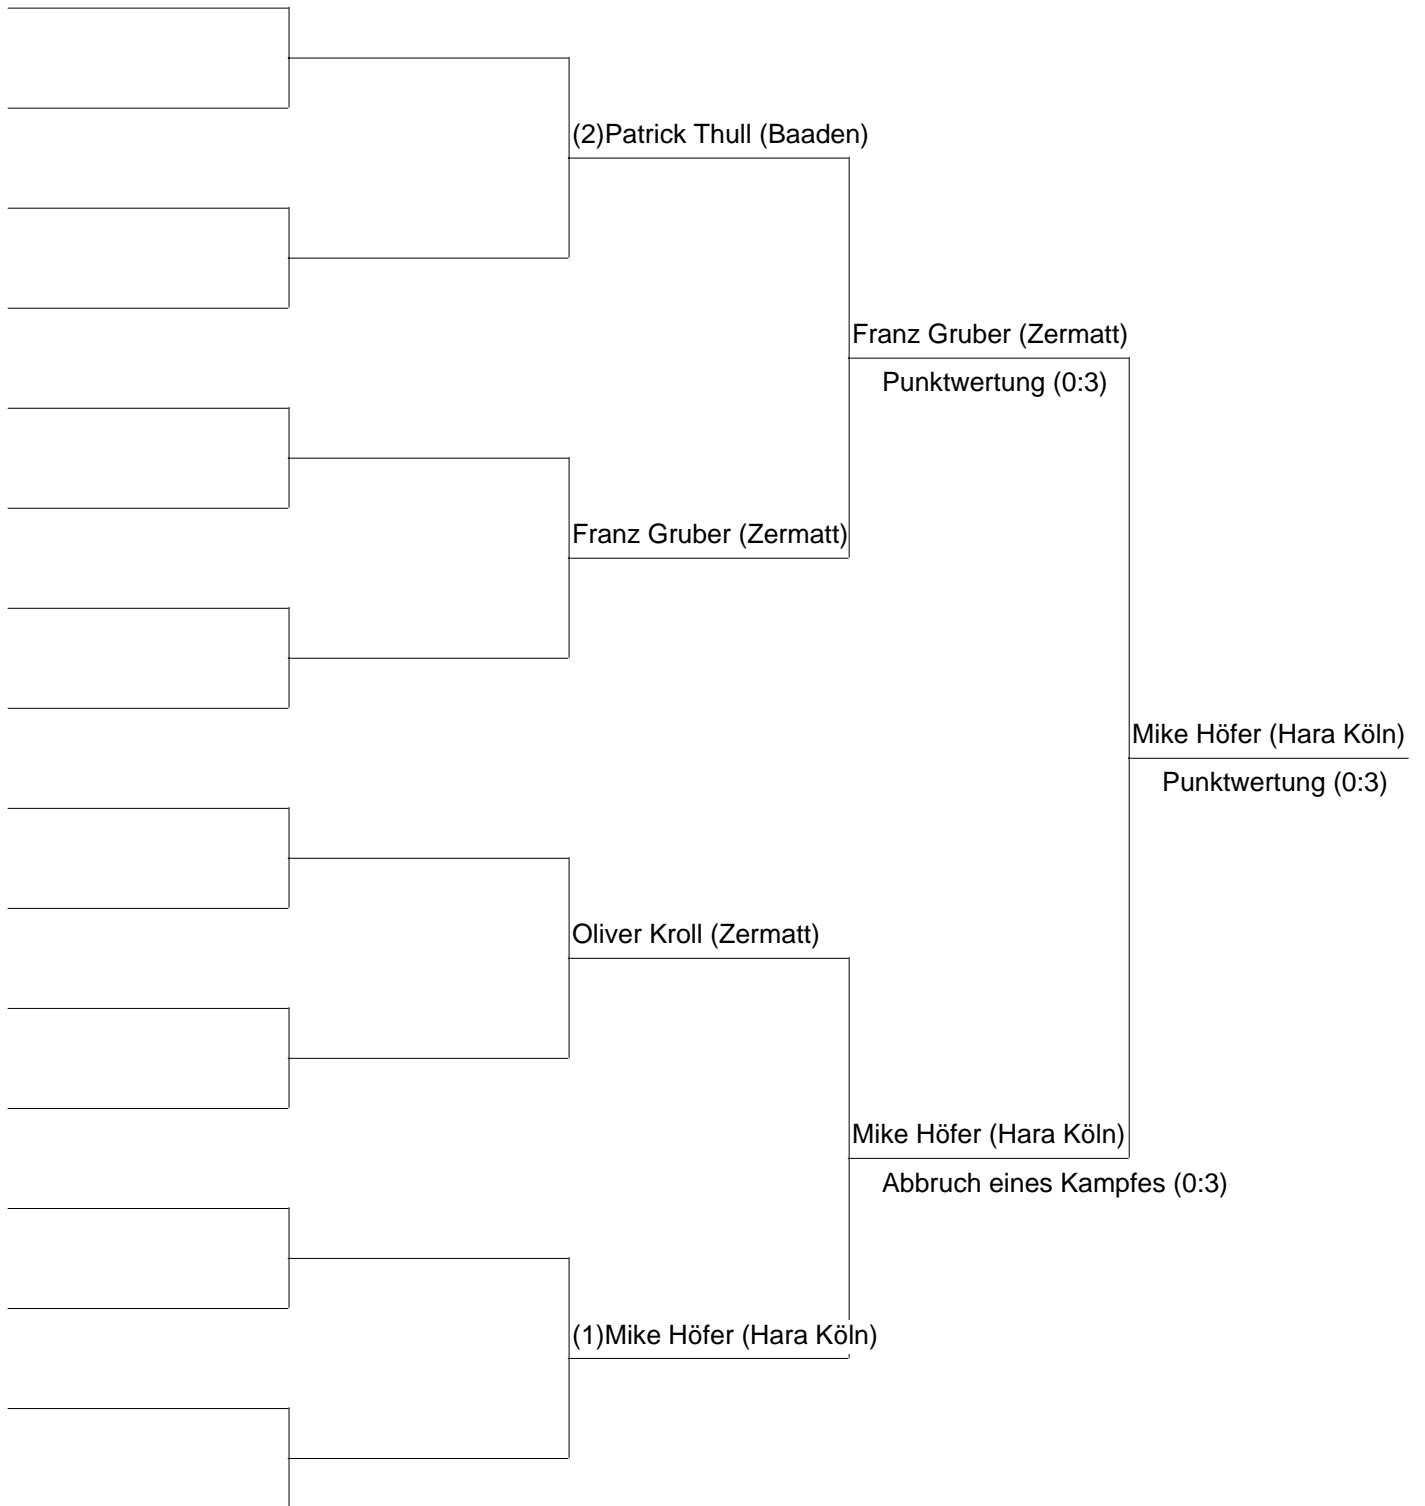 (2)Patrick Thull (Baaden)
Franz Gruber (Zermatt)
Punktwertung (0:3)
Franz Gruber (Zermatt)
Mike Höfer (Hara Köln)
Punktwertung (0:3)
Oliver Kroll (Zermatt)
Mike Höfer (Hara Köln)
Abbruch eines Kampfes (0:3)
(1)Mike Höfer (Hara Köln)